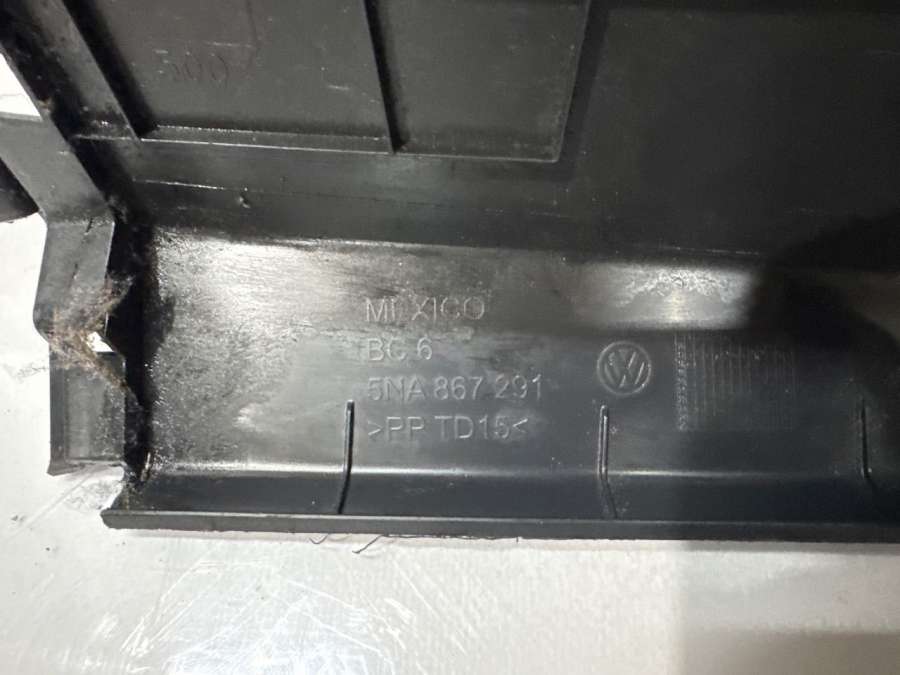 MEXICO
BC 6
5NA 867 291
>PP TD15<